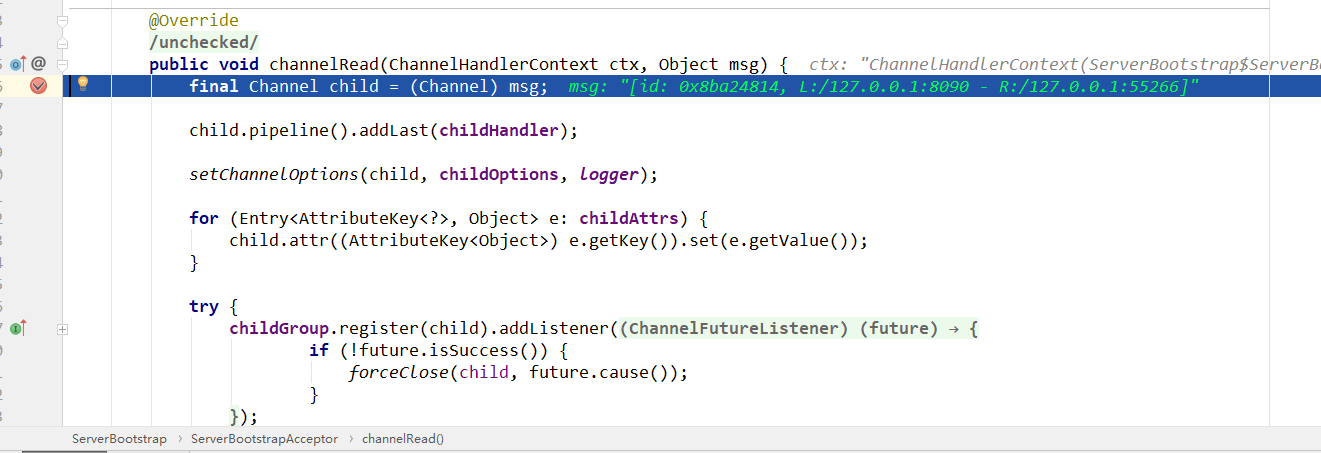 @Override
/unchecked/
public void channelRead(ChannelHandlerContext ctx, Object msg) { ctx: "ChannelHandlerContext(ServerBootstrap$ServerBo
final Channel child = (Channel) msg; msg: "[id: 0x8ba24814, L:/127.0.0.1:8090 - R:/127.0.0.1:55266]"
child.pipeline().addLast(childHandler);
setChannelOptions(child, childOptions, logger);
for (Entry<AttributeKey<?>, Object> e: childAttrs) {
child.attr((AttributeKey<Object>) e.getKey()).set(e.getValue());
}
try {
childGroup.register(child).addListener((ChannelFutureListener) (future) → {
if (!future.isSuccess()) {
forceClose(child, future.cause());
}
});
ServerBootstrap › ServerBootstrapAcceptor › channelRead()